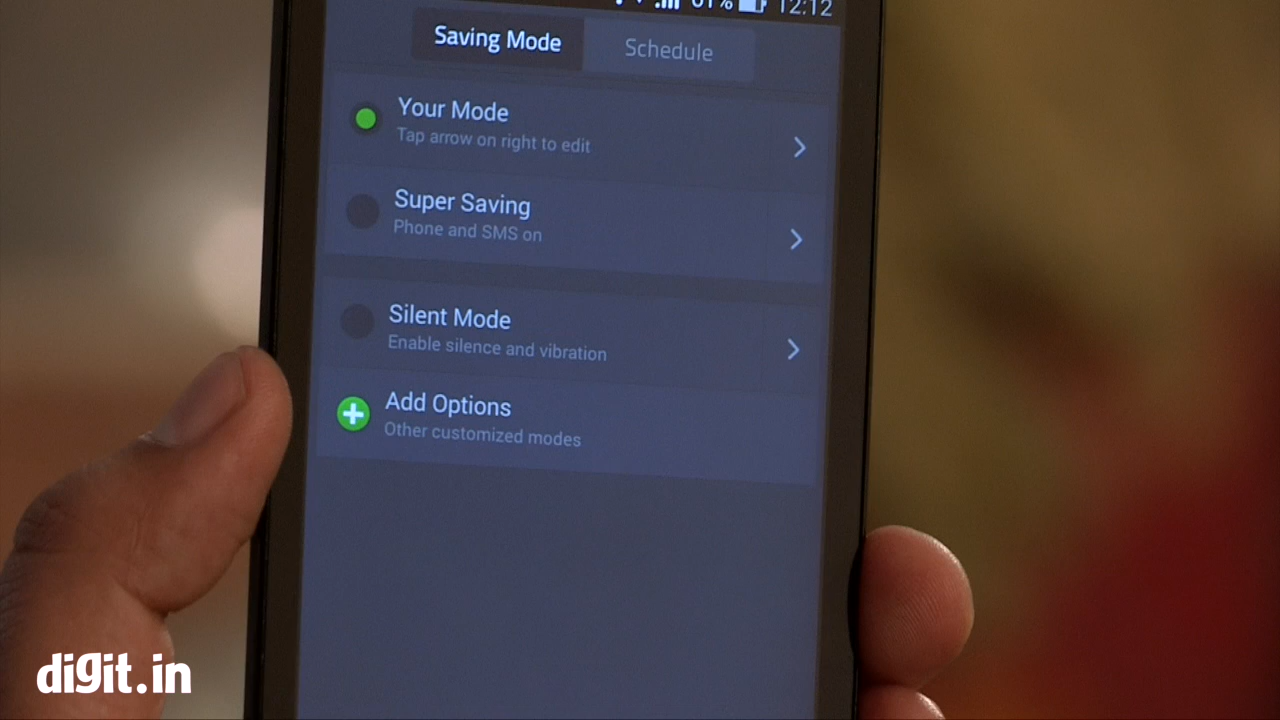 12:12
Saving Mode
Schedule
Your Mode
Tap arrow on right to edit
Super Saving
Phone and SMS on
Silent Mode
Enable silence and vibration
Add Options
Other customized modes
digit.in